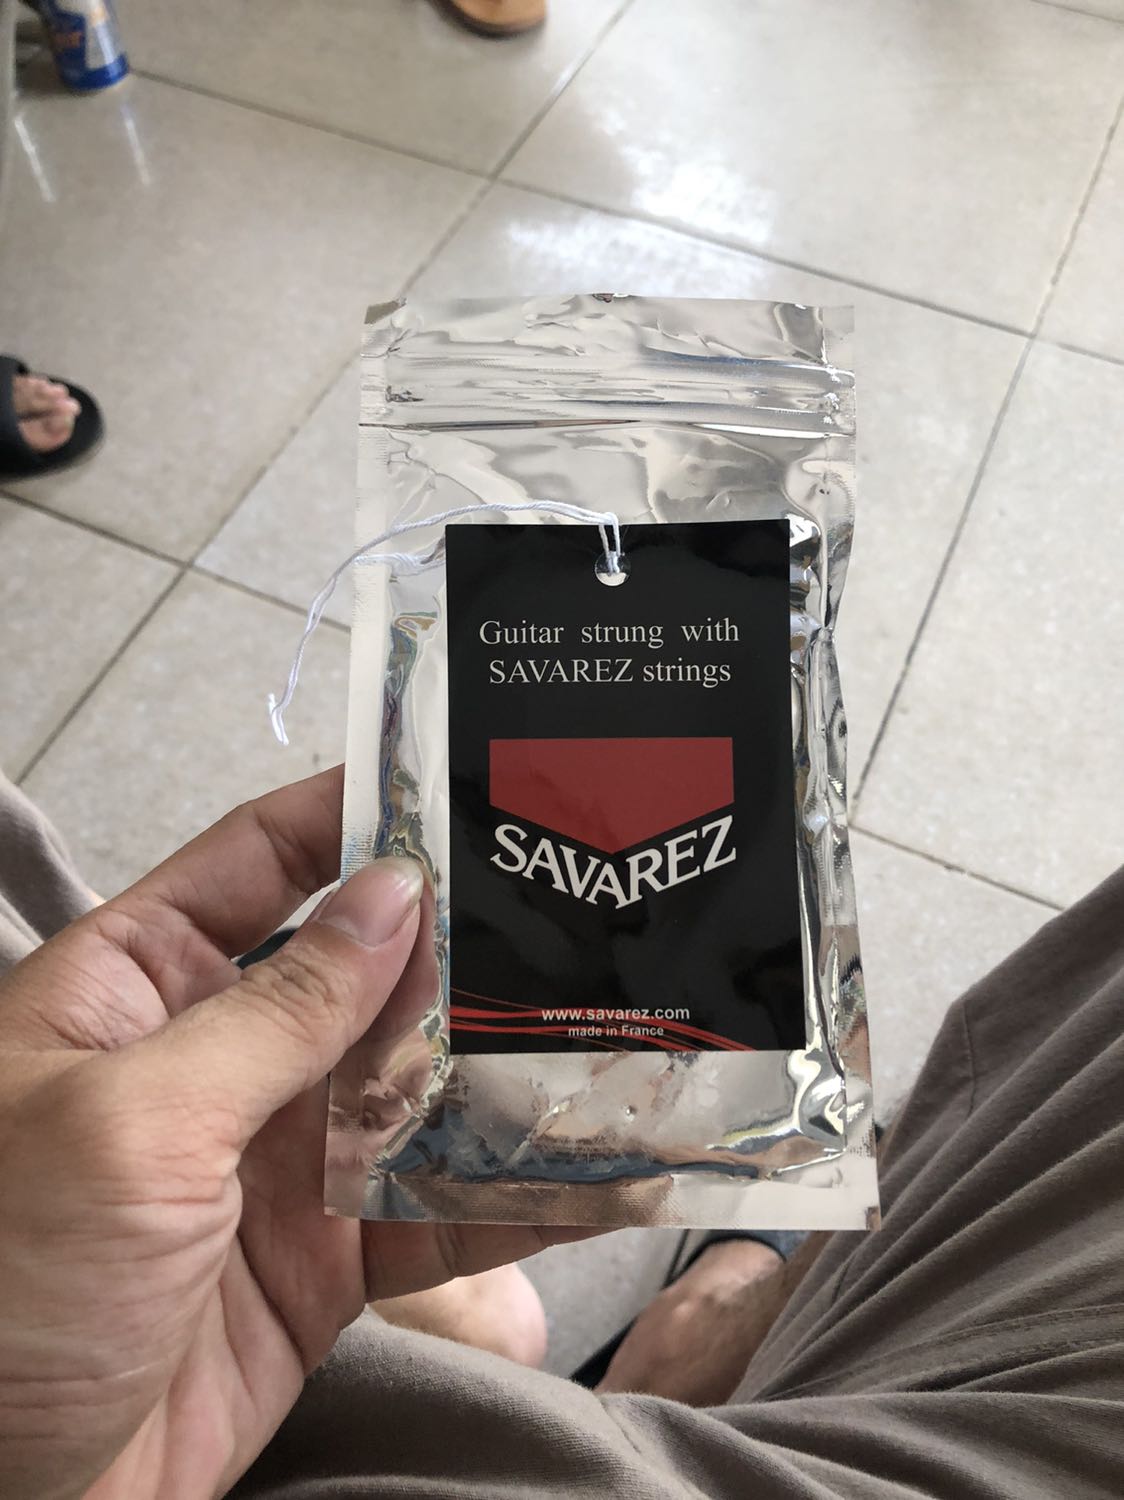 Guitar strung with
SAVAREZ strings
SAVAREZ
www.savarez.com
made in France